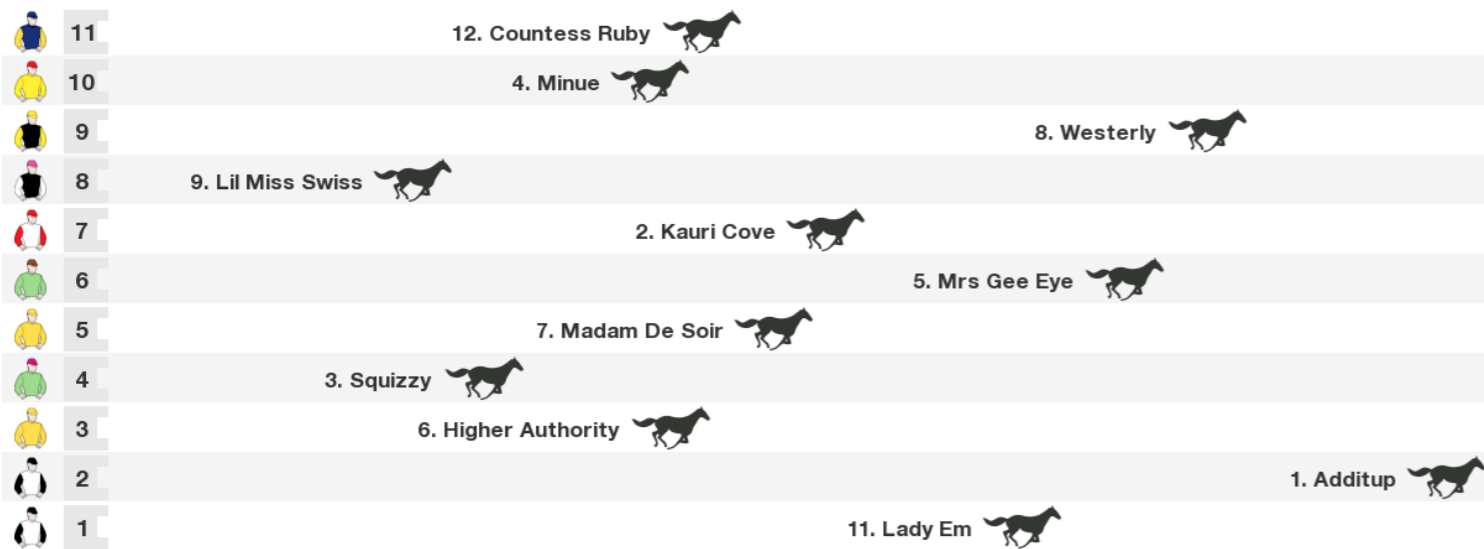 11 12. Countess Ruby
10 4. Minue
9 8. Westerly
8 9. Lil Miss Swiss
7 2. Kauri Cove
6 5. Mrs Gee Eye
5 7. Madam De Soir
4 3. Squizzy
3 6. Higher Authority
2 1. Additup
1 11. Lady Em